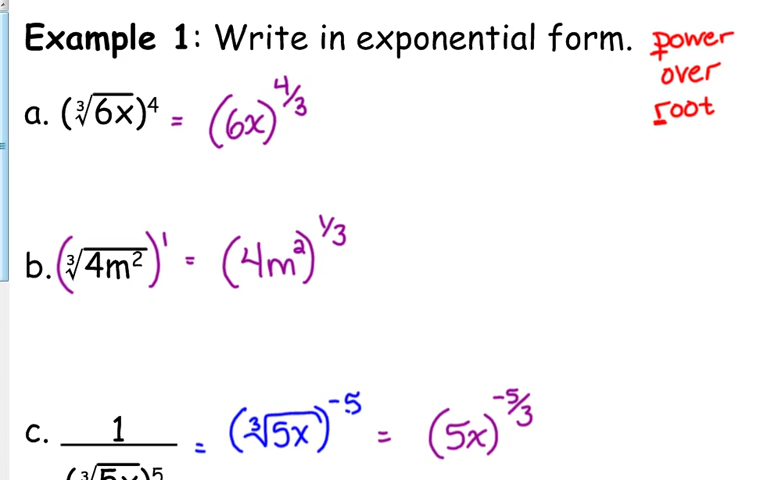 Example 1: Write in exponential form. power
over
root
a. (∛6x)⁴ = (6x)^4/3
b. (∛4m²)¹ = (4m²)^1/3
c. 1/(∛5x)⁵ = (∛5x)⁻⁵ = (5x)^-5/3